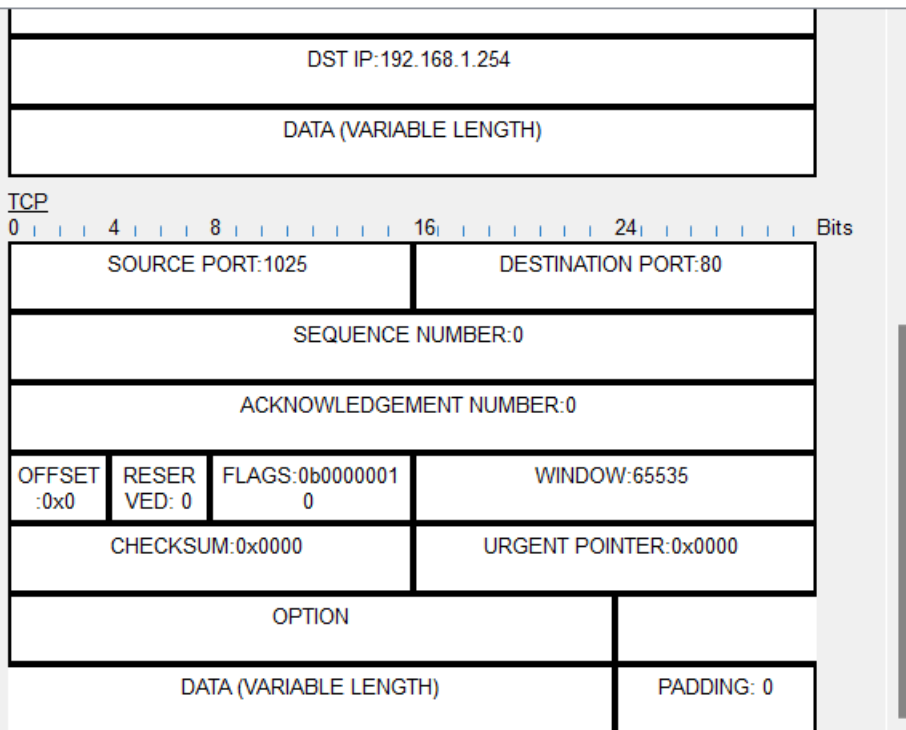 DST IP:192.168.1.254
DATA (VARIABLE LENGTH)
TCP
0 4 8 16 24 Bits
SOURCE PORT:1025 DESTINATION PORT:80
SEQUENCE NUMBER:0
ACKNOWLEDGEMENT NUMBER:0
OFFSET RESER FLAGS:0b0000001 WINDOW:65535
:0x0 VED: 0 0
CHECKSUM:0x0000 URGENT POINTER:0x0000
OPTION
DATA (VARIABLE LENGTH) PADDING: 0